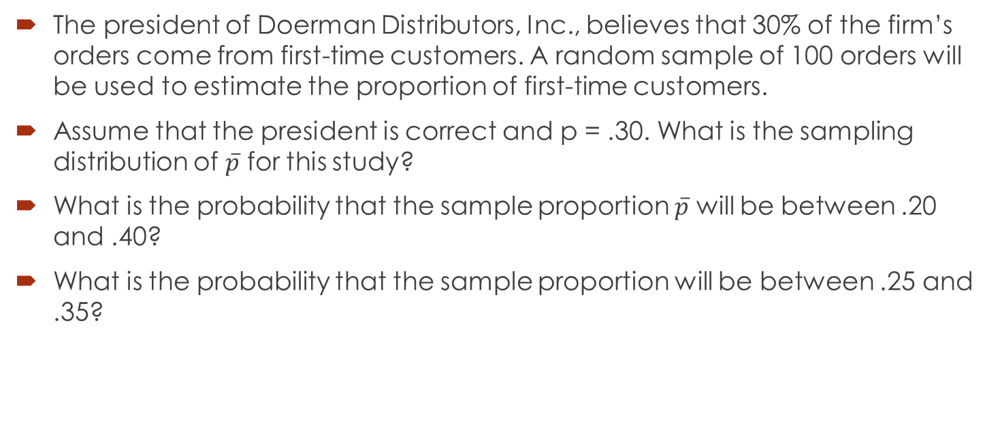 The president of Doerman Distributors, Inc., believes that 30% of the firm’s
orders come from first-time customers. A random sample of 100 orders will
be used to estimate the proportion of first-time customers.
Assume that the president is correct and p = .30. What is the sampling
distribution of p̄ for this study?
What is the probability that the sample proportion p̄ will be between .20
and .40?
What is the probability that the sample proportion will be between .25 and
.35?